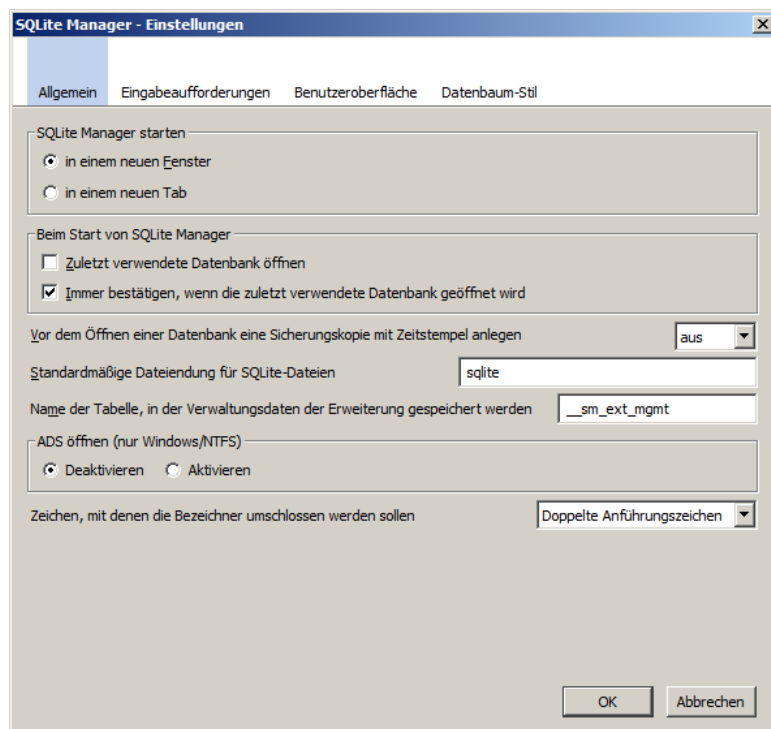 SQLite Manager - Einstellungen
Allgemein Eingabeaufforderungen Benutzeroberfläche Datenbaum-Stil
SQLite Manager starten
in einem neuen Fenster
in einem neuen Tab
Beim Start von SQLite Manager
Zuletzt verwendete Datenbank öffnen
Immer bestätigen, wenn die zuletzt verwendete Datenbank geöffnet wird
Vor dem Öffnen einer Datenbank eine Sicherungskopie mit Zeitstempel anlegen aus
Standardmäßige Dateiendung für SQLite-Dateien sqlite
Name der Tabelle, in der Verwaltungsdaten der Erweiterung gespeichert werden __sm_ext_mgmt
ADS öffnen (nur Windows/NTFS)
Deaktivieren Aktivieren
Zeichen, mit denen die Bezeichner umschlossen werden sollen Doppelte Anführungszeichen
OK Abbrechen